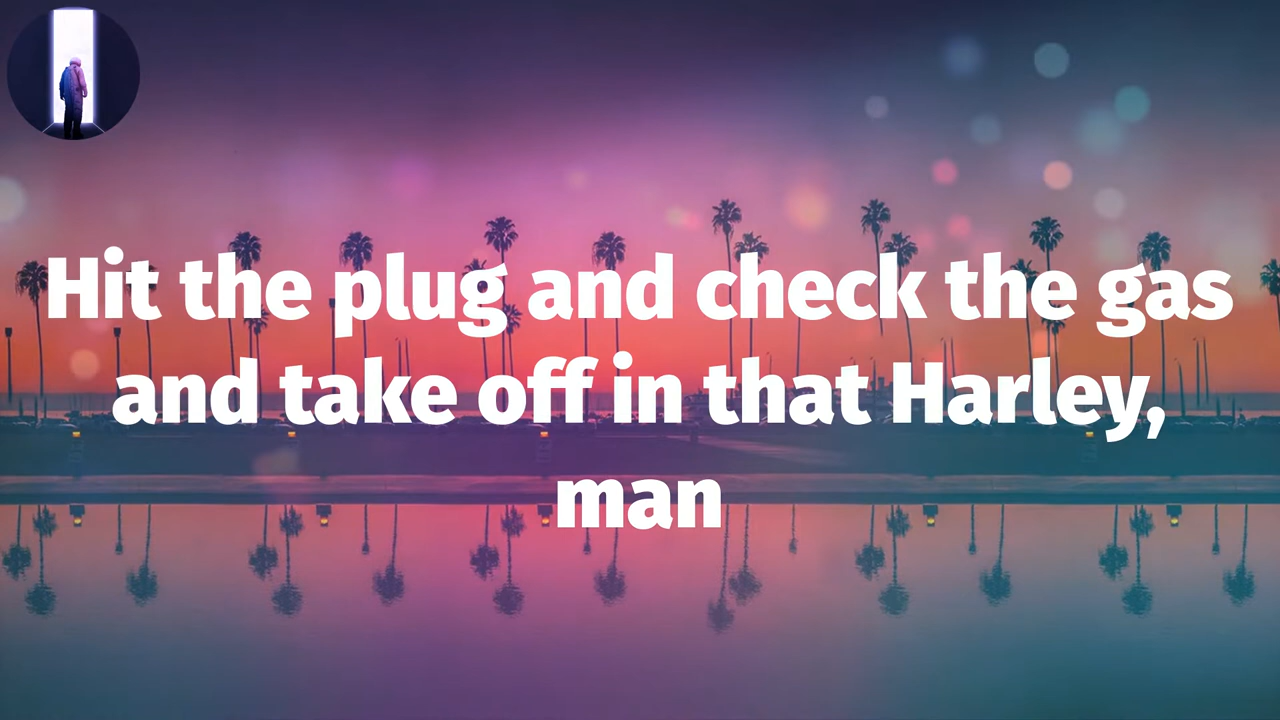 Hit the plug and check the gas
and take off in that Harley,
man